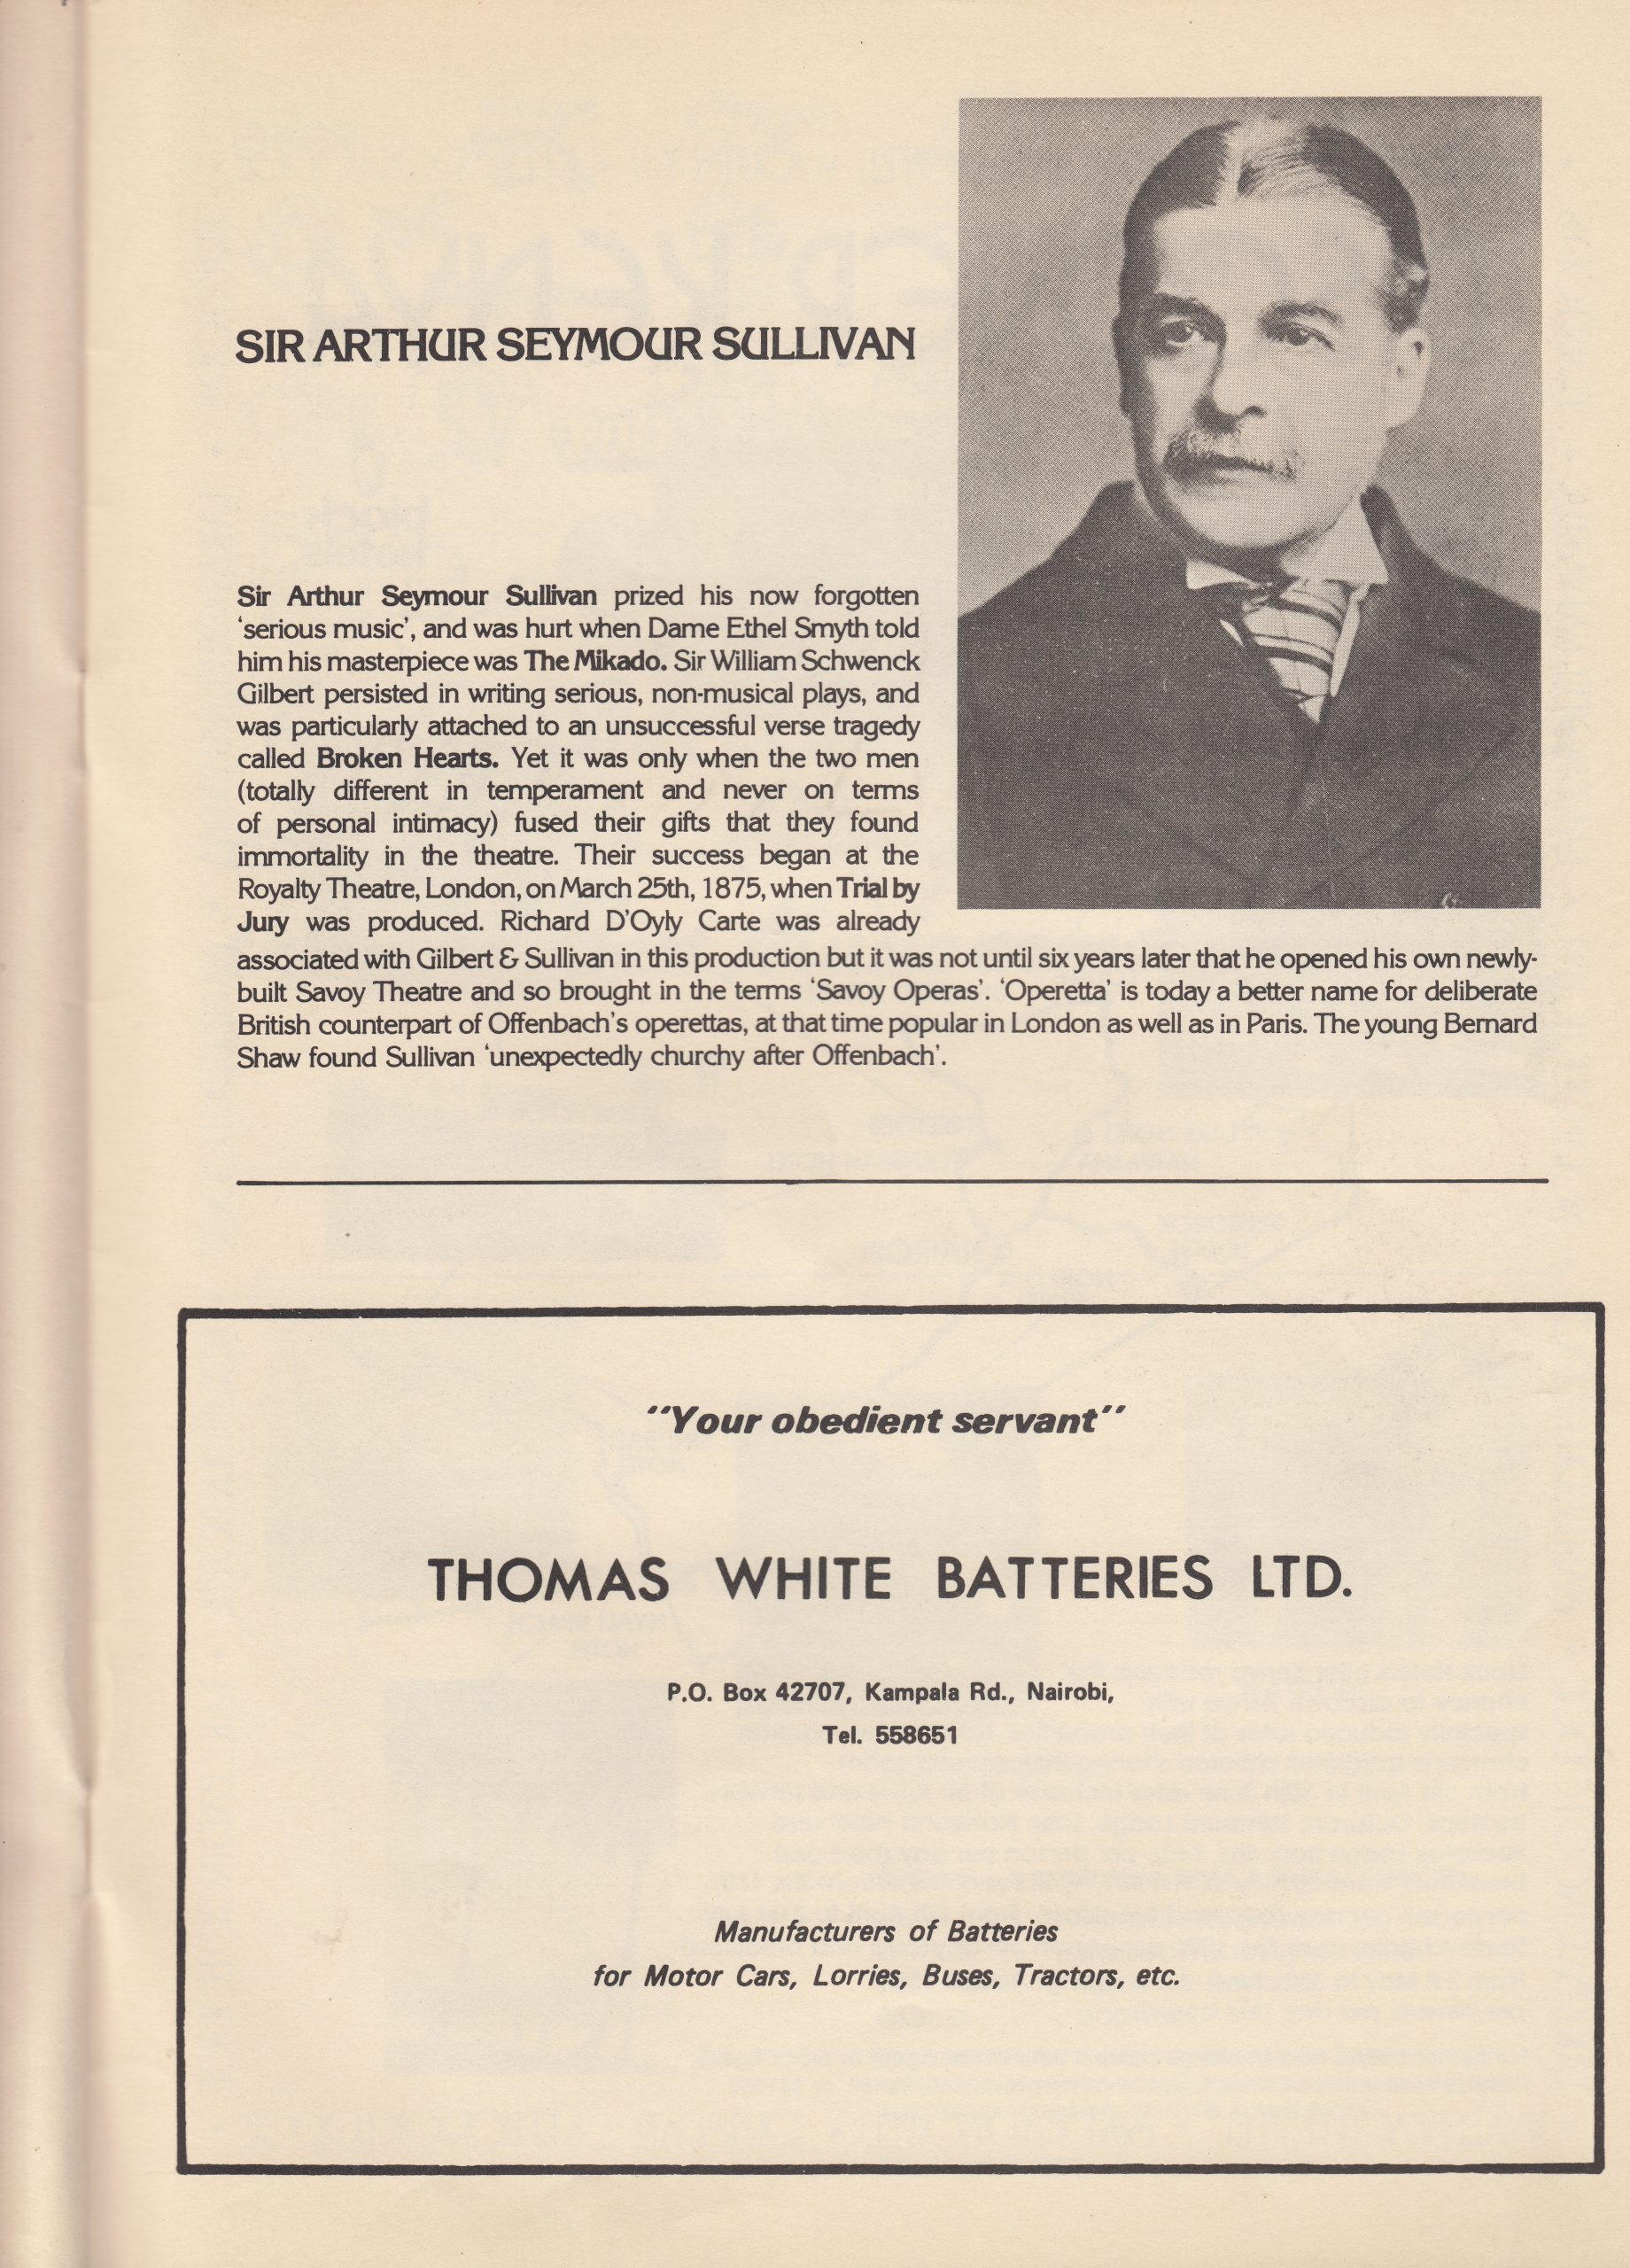 SIR ARTHUR SEYMOUR SULLIVAN
Sir Arthur Seymour Sullivan prized his now forgotten
'serious music', and was hurt when Dame Ethel Smyth told
him his masterpiece was The Mikado. Sir William Schwenck
Gilbert persisted in writing serious, non-musical plays, and
was particularly attached to an unsuccessful verse tragedy
called Broken Hearts. Yet it was only when the two men
(totally different in temperament and never on terms
of personal intimacy) fused their gifts that they found
immortality in the theatre. Their success began at the
Royalty Theatre, London, on March 25th, 1875, when Trial by
Jury was produced. Richard D'Oyly Carte was already
associated with Gilbert & Sullivan in this production but it was not until six years later that he opened his own newly-
built Savoy Theatre and so brought in the terms 'Savoy Operas'. 'Operetta' is today a better name for deliberate
British counterpart of Offenbach's operettas, at that time popular in London as well as in Paris. The young Bernard
Shaw found Sullivan 'unexpectedly churchy after Offenbach'.
"Your obedient servant"
THOMAS WHITE BATTERIES LTD.
P.O. Box 42707, Kampala Rd., Nairobi,
Tel. 558651
Manufacturers of Batteries
for Motor Cars, Lorries, Buses, Tractors, etc.